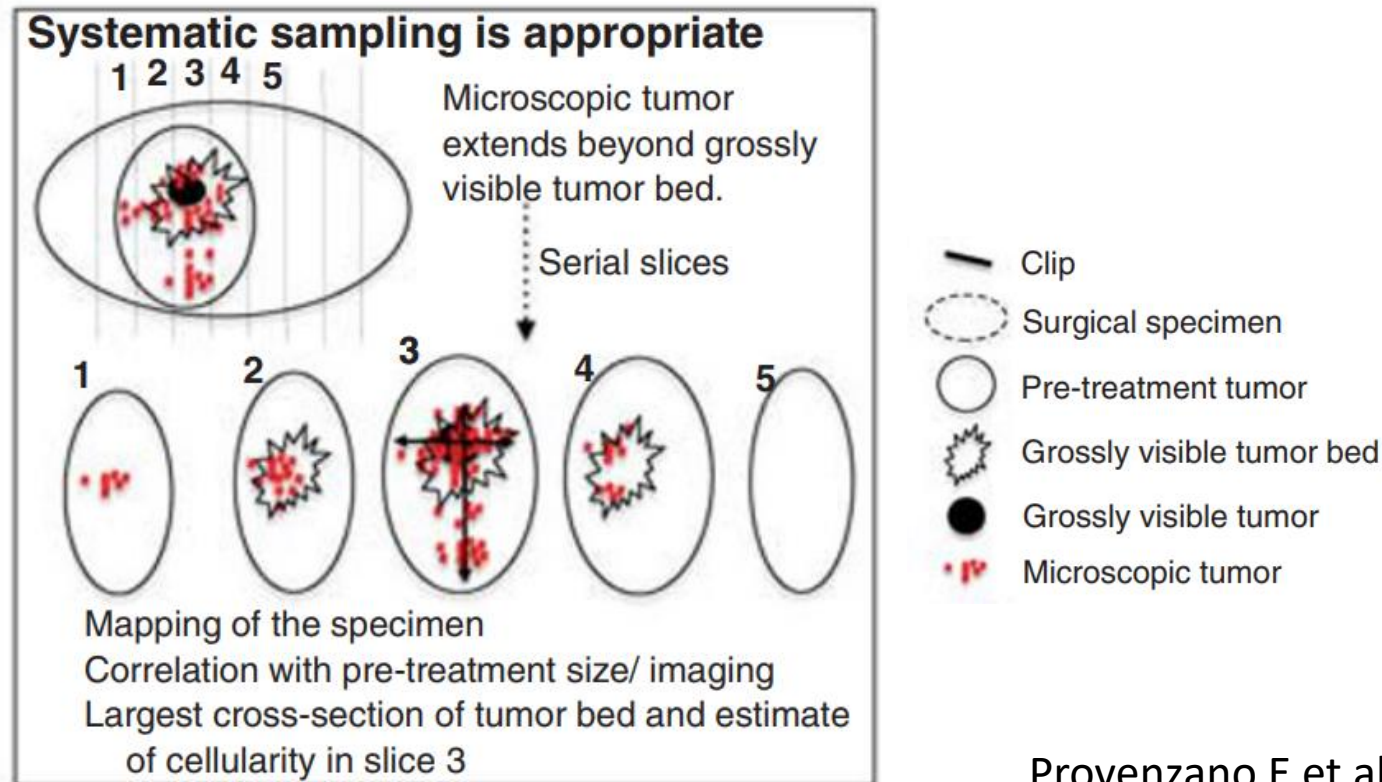 Systematic sampling is appropriate
1 2 3 4 5
Microscopic tumor
extends beyond grossly
visible tumor bed.
Serial slices
1 2 3 4 5
Mapping of the specimen
Correlation with pre-treatment size/ imaging
Largest cross-section of tumor bed and estimate
of cellularity in slice 3
Clip
Surgical specimen
Pre-treatment tumor
Grossly visible tumor bed
Grossly visible tumor
Microscopic tumor
Provenzano E et al